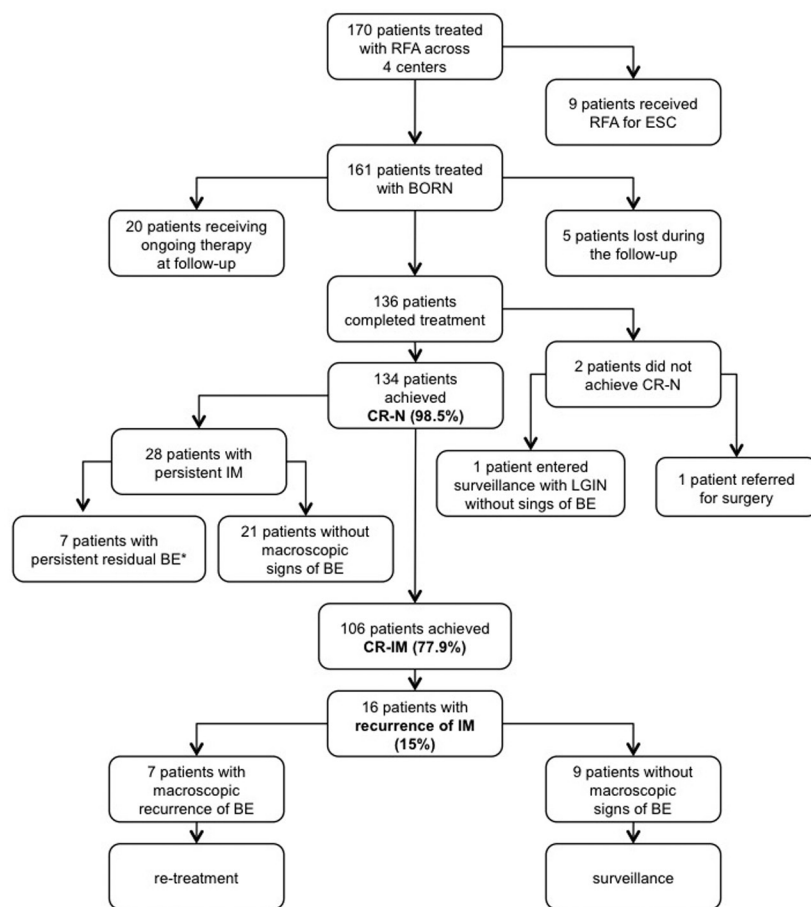 170 patients treated
with RFA across
4 centers
9 patients received
RFA for ESC
161 patients treated
with BORN
20 patients receiving
ongoing therapy
at follow-up
5 patients lost during
the follow-up
136 patients
completed treatment
134 patients
achieved
CR-N (98.5%)
2 patients did not
achieve CR-N
28 patients with
persistent IM
1 patient entered
surveillance with LGIN
without sings of BE
1 patient referred
for surgery
7 patients with
persistent residual BE*
21 patients without
macroscopic
signs of BE
106 patients achieved
CR-IM (77.9%)
16 patients with
recurrence of IM
(15%)
7 patients with
macroscopic
recurrence of BE
9 patients without
macroscopic
signs of BE
re-treatment
surveillance